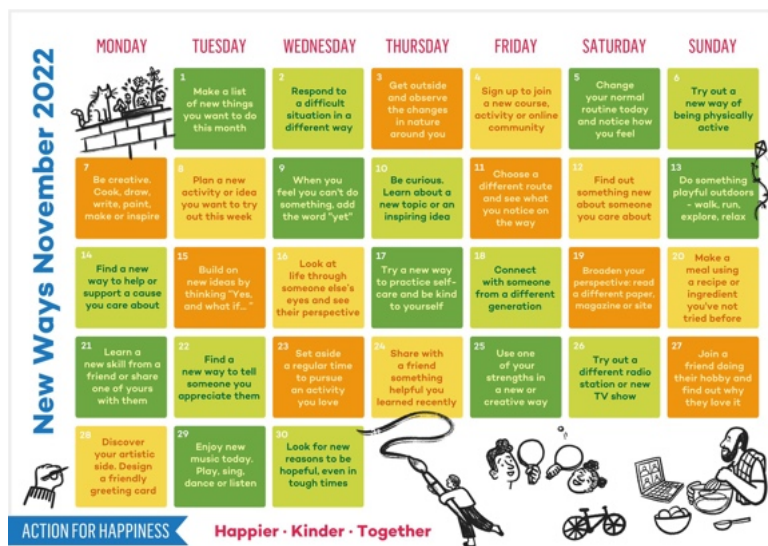 New Ways November 2022
MONDAY
TUESDAY
WEDNESDAY
THURSDAY
FRIDAY
SATURDAY
SUNDAY
1
Make a list
of new things
you want to do
this month
2
Respond to
a difficult
situation in a
different way
3
Get outside
and observe
the changes
in nature
around you
4
Sign up to join
a new course,
activity or online
community
5
Change
your normal
routine today
and notice how
you feel
6
Try out a
new way of
being physically
active
7
Be creative.
Cook, draw,
write, paint,
make or inspire
8
Plan a new
activity or idea
you want to try
out this week
9
When you
feel you can't do
something, add
the word "yet"
10
Be curious.
Learn about a
new topic or an
inspiring idea
11
Choose a
different route
and see what
you notice on
the way
12
Find out
something new
about someone
you care about
13
Do something
playful outdoors
- walk, run,
explore, relax
14
Find a new
way to help or
support a cause
you care about
15
Build on
new ideas by
thinking "Yes,
and what if..."
16
Look at
life through
someone else's
eyes and see
their perspective
17
Try a new way
to practice self-
care and be kind
to yourself
18
Connect
with someone
from a different
generation
19
Broaden your
perspective: read
a different paper,
magazine or site
20
Make a
meal using
a recipe or
ingredient
you've not
tried before
21
Learn a
new skill from a
friend or share
one of yours
with them
22
Find a
new way to tell
someone you
appreciate them
23
Set aside
a regular time
to pursue
an activity
you love
24
Share with
a friend
something
helpful you
learned recently
25
Use one
of your
strengths in
a new or
creative way
26
Try out a
different radio
station or new
TV show
27
Join a
friend doing
their hobby and
find out why
they love it
28
Discover
your artistic
side. Design
a friendly
greeting card
29
Enjoy new
music today.
Play, sing,
dance or listen
30
Look for new
reasons to be
hopeful, even in
tough times
ACTION FOR HAPPINESS
Happier · Kinder · Together